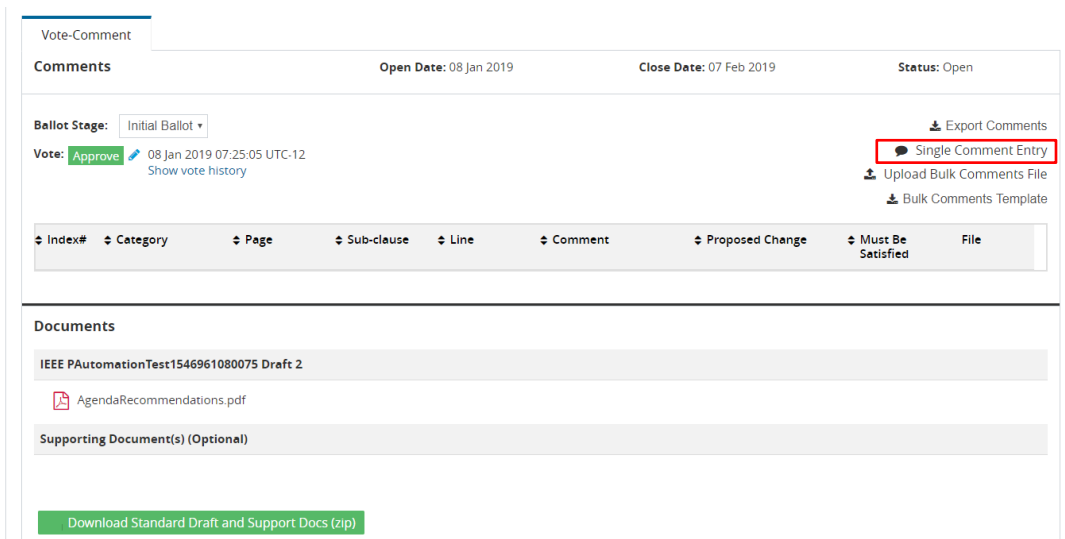 Vote-Comment
Comments Open Date: 08 Jan 2019 Close Date: 07 Feb 2019 Status: Open
Ballot Stage: Initial Ballot
Export Comments
Vote: Approve 08 Jan 2019 07:25:05 UTC-12
Single Comment Entry
Show vote history
Upload Bulk Comments File
Bulk Comments Template
Index# Category Page Sub-clause Line Comment Proposed Change Must Be File
Satisfied
Documents
IEEE PAutomationTest1546961080075 Draft 2
AgendaRecommendations.pdf
Supporting Document(s) (Optional)
Download Standard Draft and Support Docs (zip)